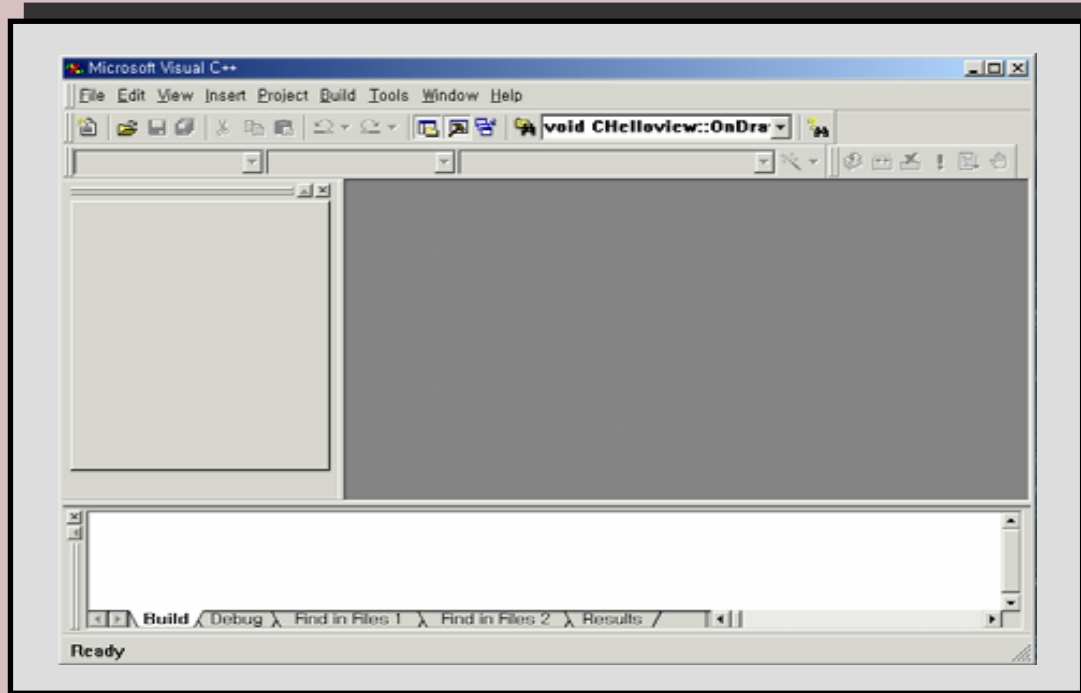 Microsoft Visual C++
File Edit View Insert Project Build Tools Window Help
void CHelloview::OnDra
Build Debug Find in Files 1 Find in Files 2 Results
Ready